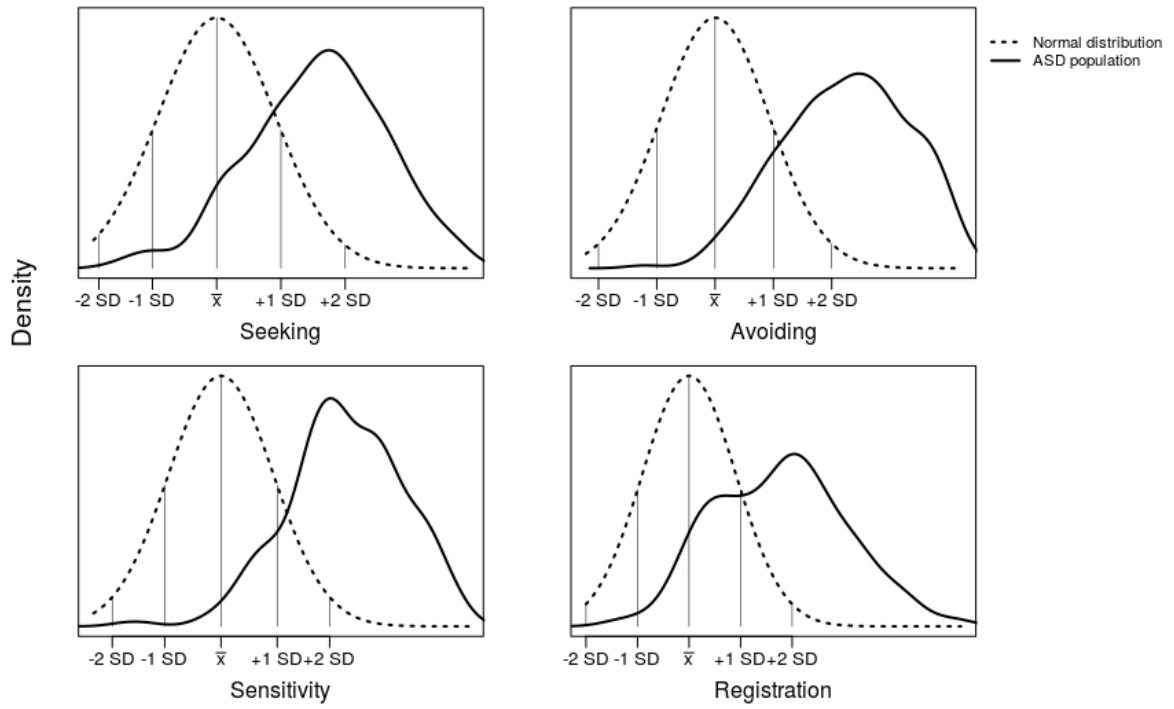 Normal distribution
ASD population
Density
-2 SD -1 SD x̅ +1 SD +2 SD
Seeking
-2 SD -1 SD x̅ +1 SD +2 SD
Avoiding
-2 SD -1 SD x̅ +1 SD +2 SD
Sensitivity
-2 SD -1 SD x̅ +1 SD +2 SD
Registration